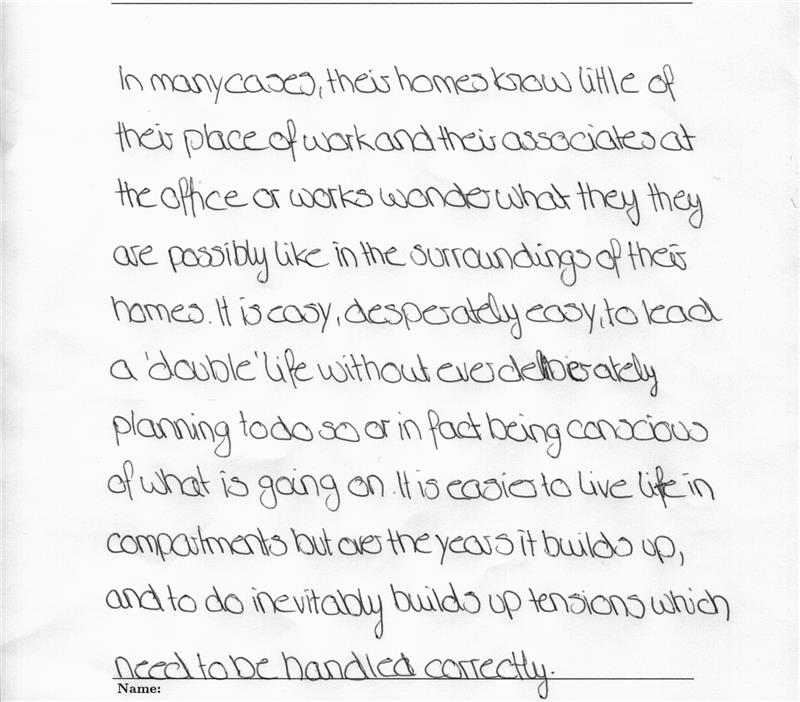 In many cases, their homes know little of
their place of work and their associates at
the office or works wonder what they they
are possibly like in the surroundings of their
homes. It is easy, desperately easy, to lead
a 'double' life without ever deliberately
planning to do so or in fact being conscious
of what is going on. It is easier to live life in
compartments but over the years it builds up,
and to do inevitably builds up tensions which
need to be handled correctly.
Name: